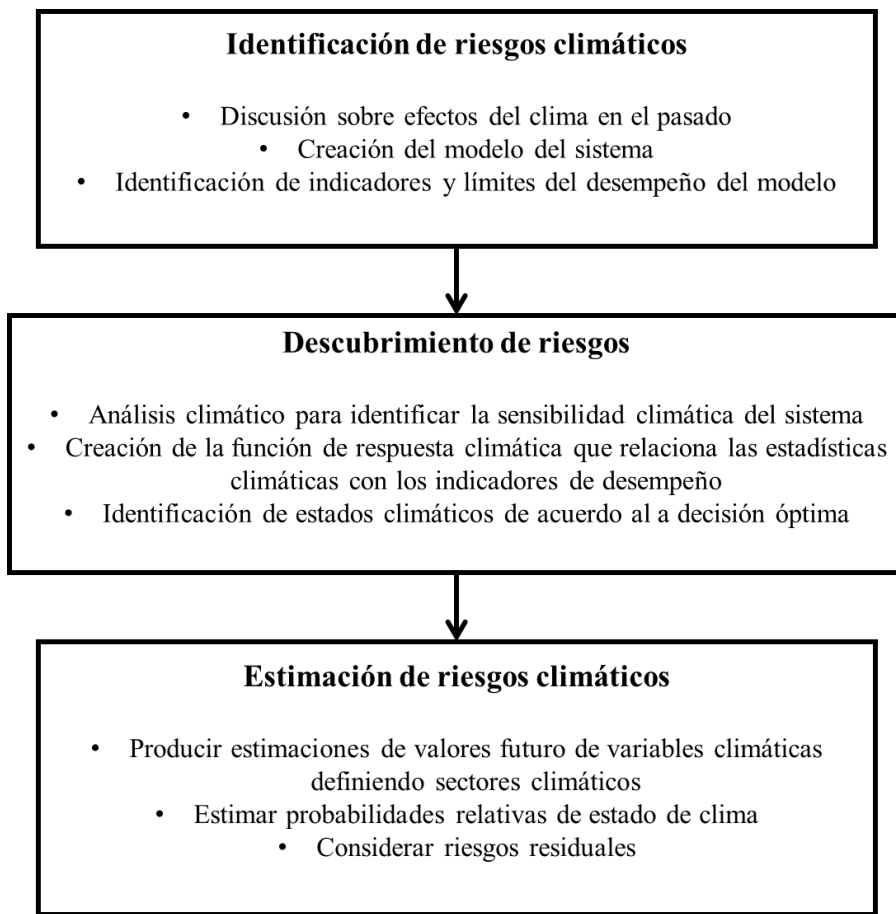 Identificación de riesgos climáticos
• Discusión sobre efectos del clima en el pasado
• Creación del modelo del sistema
• Identificación de indicadores y límites del desempeño del modelo
Descubrimiento de riesgos
• Análisis climático para identificar la sensibilidad climática del sistema
• Creación de la función de respuesta climática que relaciona las estadísticas
climáticas con los indicadores de desempeño
• Identificación de estados climáticos de acuerdo al a decisión óptima
Estimación de riesgos climáticos
• Producir estimaciones de valores futuro de variables climáticas
definiendo sectores climáticos
• Estimar probabilidades relativas de estado de clima
• Considerar riesgos residuales